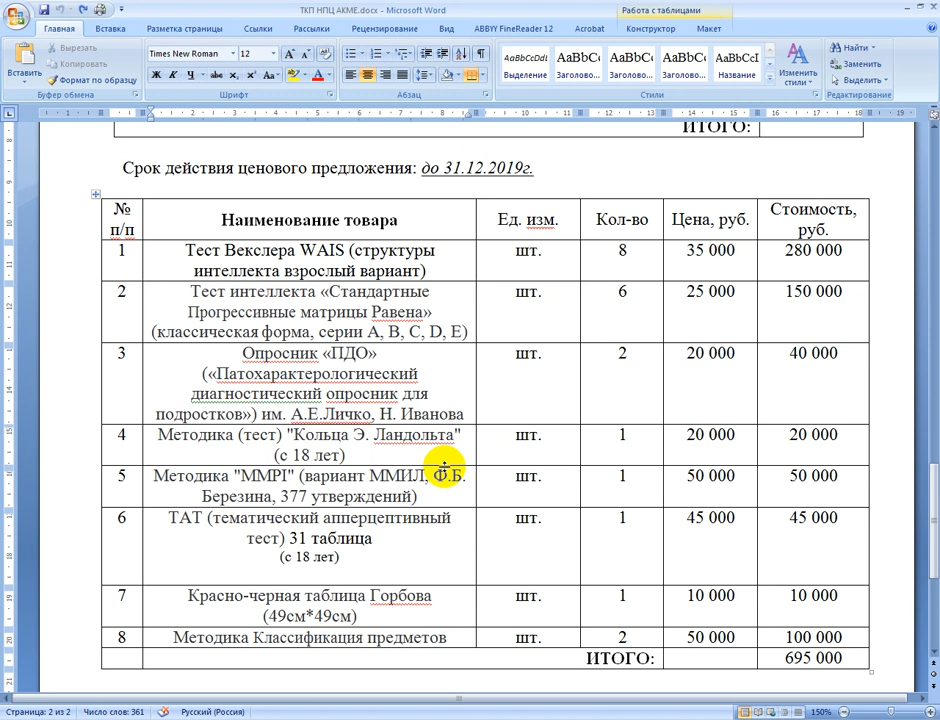 ТКП НПЦ АКМЕ.docx - Microsoft Word
Работа с таблицами
Главная Вставка Разметка страницы Ссылки Рассылки Рецензирование Вид ABBYY FineReader 12 Acrobat Конструктор Макет
Вставить
Вырезать
Копировать
Формат по образцу
Буфер обмена
Times New Roman 12
Шрифт
Абзац
AaBbCcDdI AaBbC AaBbCc AaBbC AaBbCcI
Выделение Заголово... Заголово... Заголово... Название
Изменить стили
Стили
Найти
Заменить
Выделить
Редактирование
ИТОГО:
Срок действия ценового предложения: до 31.12.2019г.
№ п/п Наименование товара Ед. изм. Кол-во Цена, руб. Стоимость, руб.
1 Тест Векслера WAIS (структуры шт. 8 35 000 280 000
интеллекта взрослый вариант)
2 Тест интеллекта «Стандартные шт. 6 25 000 150 000
Прогрессивные матрицы Равена»
(классическая форма, серии A, B, C, D, E)
3 Опросник «ПДО» шт. 2 20 000 40 000
(«Патохарактерологический
диагностический опросник для
подростков») им. А.Е.Личко, Н. Иванова
4 Методика (тест) "Кольца Э. Ландольта" шт. 1 20 000 20 000
(с 18 лет)
5 Методика "MMPI" (вариант ММИЛ, Ф.Б. шт. 1 50 000 50 000
Березина, 377 утверждений)
6 ТАТ (тематический апперцептивный шт. 1 45 000 45 000
тест) 31 таблица
(с 18 лет)
7 Красно-черная таблица Горбова шт. 1 10 000 10 000
(49см*49см)
8 Методика Классификация предметов шт. 2 50 000 100 000
ИТОГО: 695 000
Страница: 2 из 2 Число слов: 361 Русский (Россия) 150%